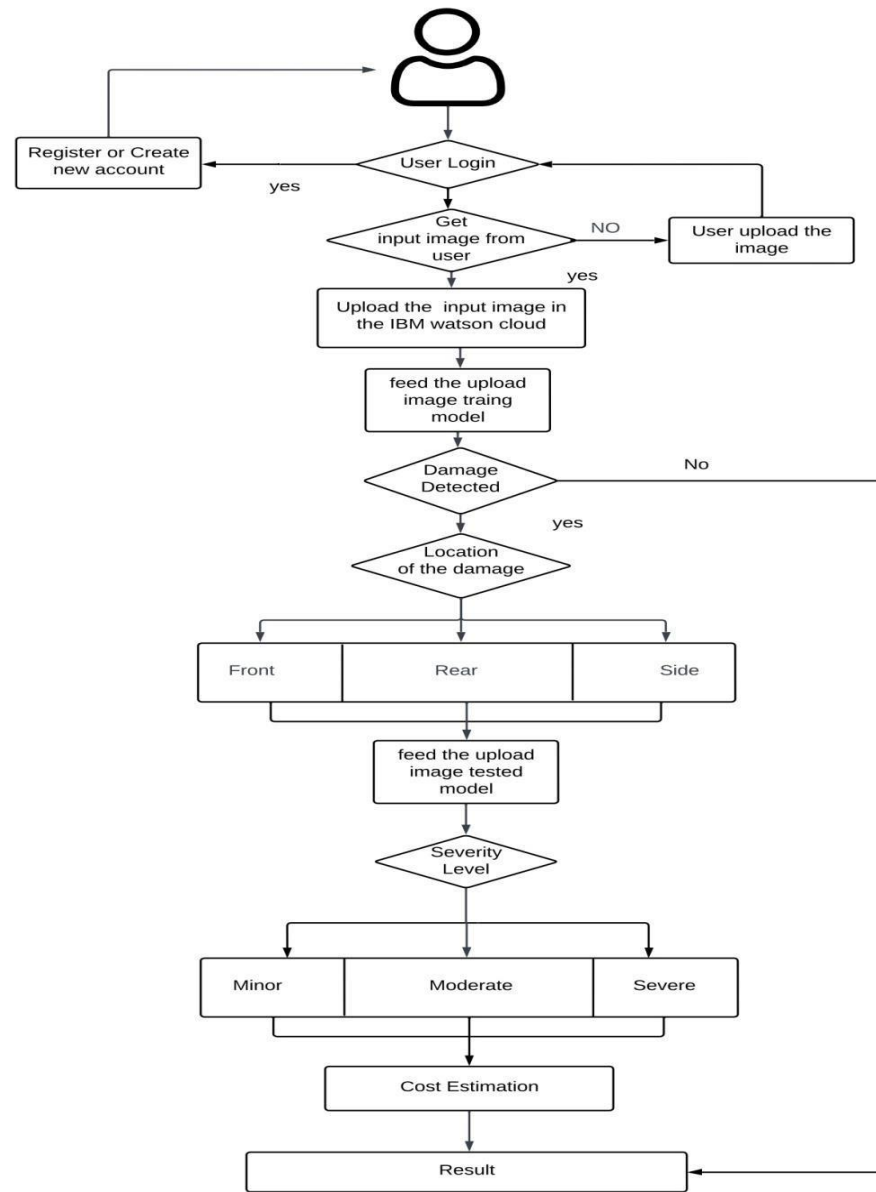 User Login
Register or Create
new account
yes
Get
input image from
user
NO
User upload the
image
yes
Upload the input image in
the IBM watson cloud
feed the upload
image traing
model
Damage
Detected
No
yes
Location
of the damage
Front
Rear
Side
feed the upload
image tested
model
Severity
Level
Minor
Moderate
Severe
Cost Estimation
Result